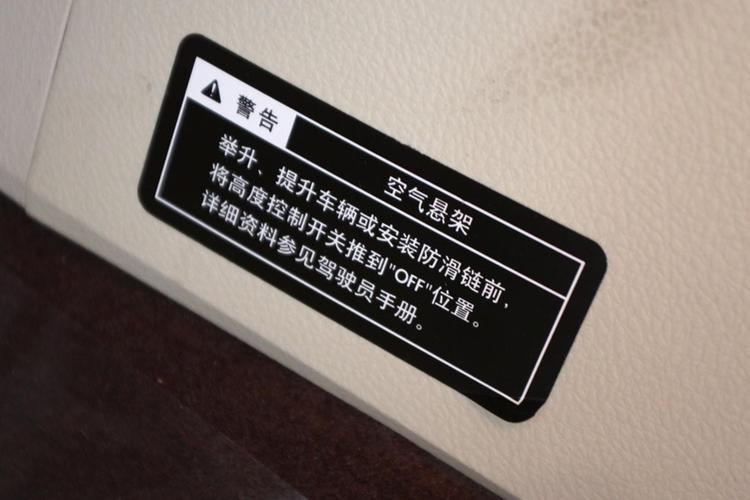 警告
空气悬架
举升、提升车辆或安装防滑链前，
将高度控制开关推到"OFF"位置。
详细资料参见驾驶员手册。